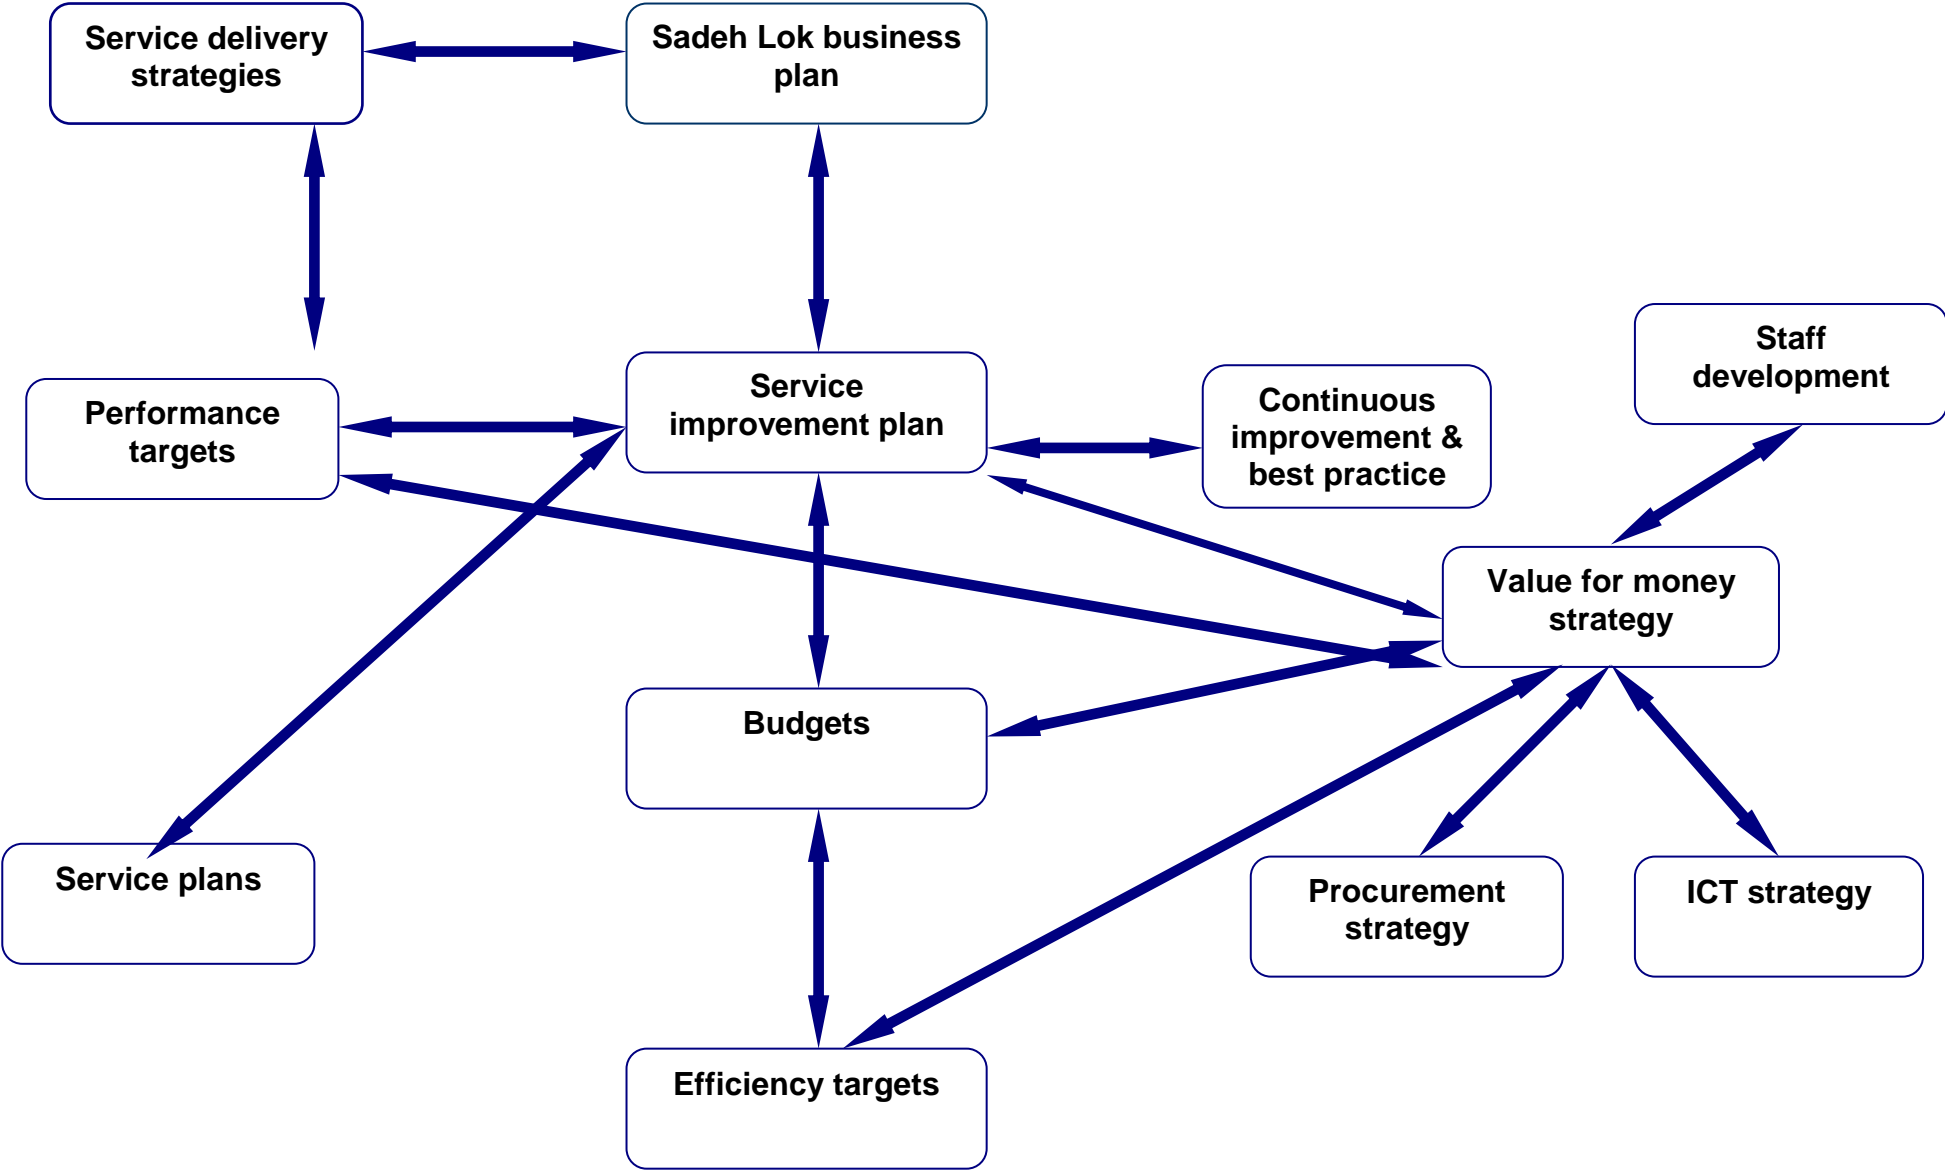 Service delivery
strategies
Sadeh Lok business
plan
Staff
development
Service
improvement plan
Continuous
improvement &
best practice
Performance
targets
Value for money
strategy
Budgets
Service plans
Procurement
strategy
ICT strategy
Efficiency targets